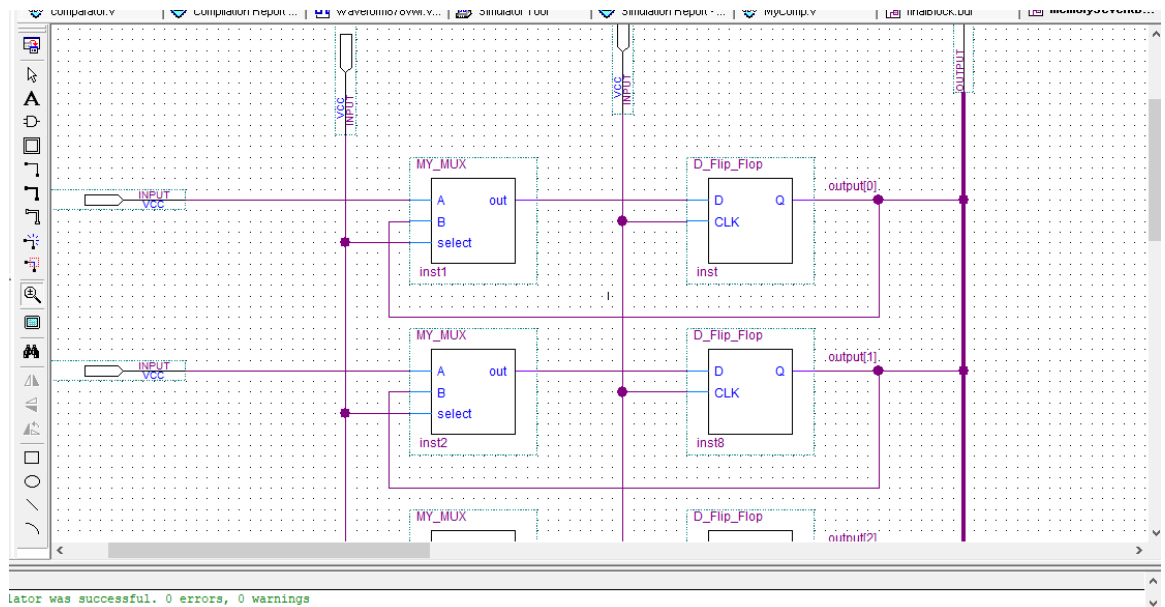 comparator.v Compilation Report ... Simulator Tool Simulation Report - ... MyComp.v finalBlock.bdf
VCC
INPUT
VCC
INPUT
OUTPUT
MY_MUX D_Flip_Flop
INPUT
VCC
output[0]
A out D Q
B CLK
select
inst1 inst
MY_MUX D_Flip_Flop
INPUT
VCC
output[1]
A out D Q
B CLK
select
inst2 inst8
MY_MUX D_Flip_Flop
output[2]
lator was successful. 0 errors, 0 warnings